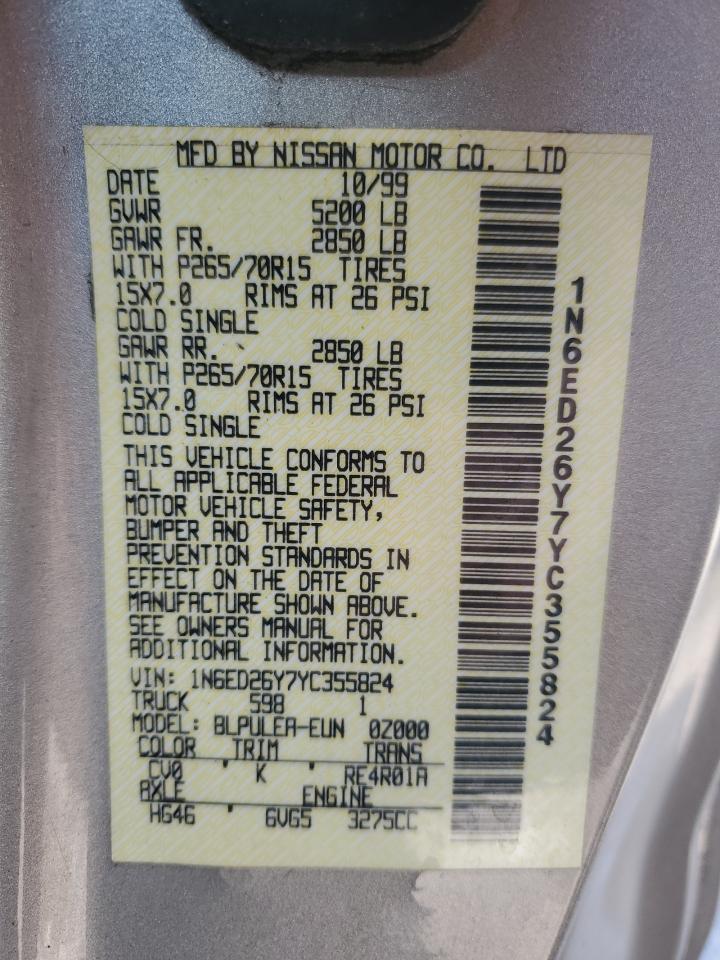 MFD BY NISSAN MOTOR CO. LTD
DATE 10/99
GVWR 5200 LB
GAWR FR. 2850 LB
WITH P265/70R15 TIRES
15X7.0 RIMS AT 26 PSI
COLD SINGLE
GAWR RR. 2850 LB
WITH P265/70R15 TIRES
15X7.0 RIMS AT 26 PSI
COLD SINGLE
THIS VEHICLE CONFORMS TO
ALL APPLICABLE FEDERAL
MOTOR VEHICLE SAFETY,
BUMPER AND THEFT
PREVENTION STANDARDS IN
EFFECT ON THE DATE OF
MANUFACTURE SHOWN ABOVE.
SEE OWNERS MANUAL FOR
ADDITIONAL INFORMATION.
VIN: 1N6ED26Y7YC355824
TRUCK 598 1
MODEL: BLPULEA-EUN 0Z000
COLOR TRIM TRANS
CV0 ' K ' RE4R01A
AXLE ENGINE
HG46 ' 6VG5 3275CC
1N6ED26Y7YC355824